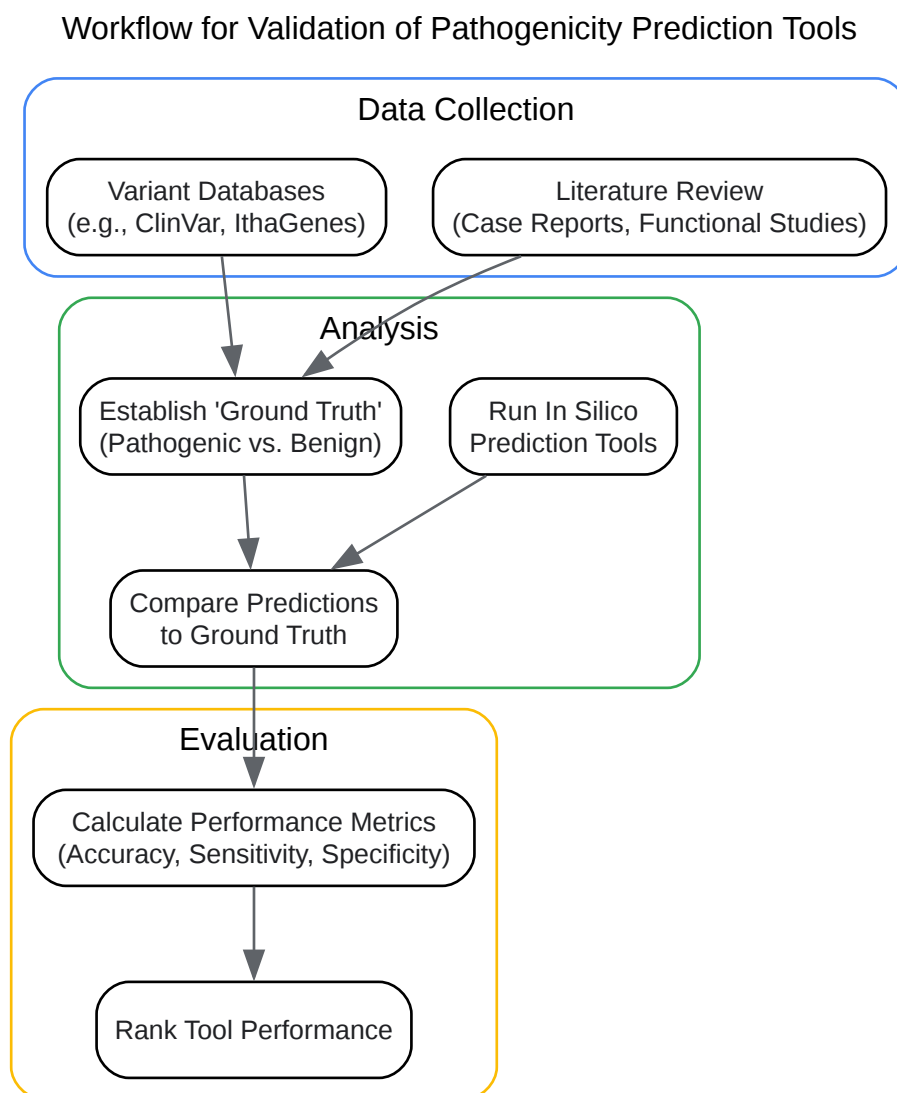 Workflow for Validation of Pathogenicity Prediction Tools
Data Collection
Variant Databases
(e.g., ClinVar, IthaGenes)
Literature Review
(Case Reports, Functional Studies)
Analysis
Establish 'Ground Truth'
(Pathogenic vs. Benign)
Run In Silico
Prediction Tools
Compare Predictions
to Ground Truth
Evaluation
Calculate Performance Metrics
(Accuracy, Sensitivity, Specificity)
Rank Tool Performance